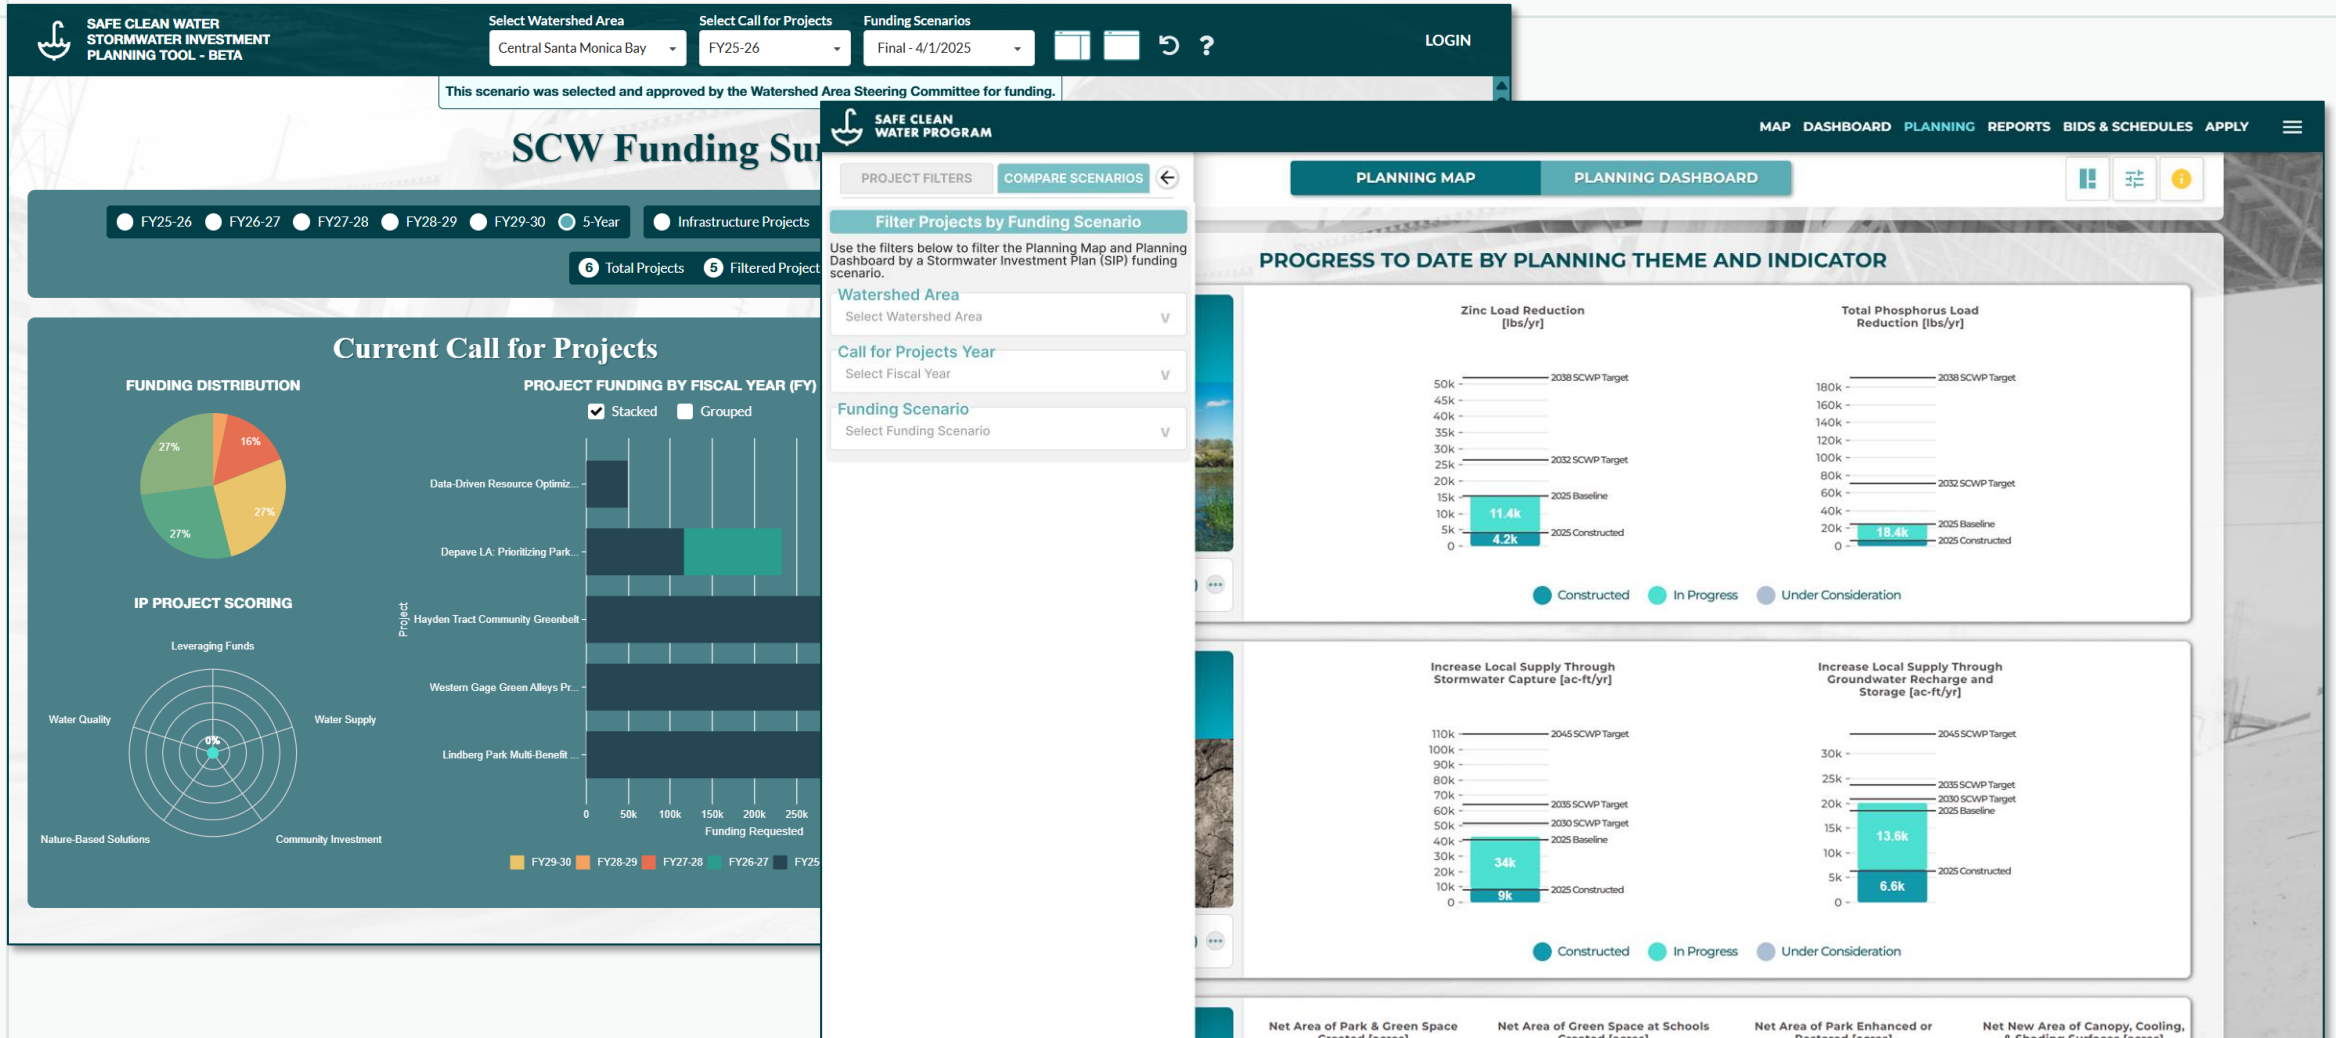 SAFE CLEAN WATER
STORMWATER INVESTMENT
PLANNING TOOL - BETA
Select Watershed Area
Central Santa Monica Bay
Select Call for Projects
FY25-26
Funding Scenarios
Final - 4/1/2025
?
LOGIN
This scenario was selected and approved by the Watershed Area Steering Committee for funding.
SCW Funding Su
FY25-26 FY26-27 FY27-28 FY28-29 FY29-30 5-Year
Infrastructure Projects
6 Total Projects 5 Filtered Project
Current Call for Projects
FUNDING DISTRIBUTION
27%
16%
27%
27%
IP PROJECT SCORING
Leveraging Funds
Water Quality
Water Supply
0%
Nature-Based Solutions
Community Investment
PROJECT FUNDING BY FISCAL YEAR (FY)
Stacked Grouped
Project
Data-Driven Resource Optimiz...
Depave LA: Prioritizing Park...
Hayden Tract Community Greenbelt
Western Gage Green Alleys Pr...
Lindberg Park Multi-Benefit ...
0 50k 100k 150k 200k 250k
Funding Requested
FY29-30 FY28-29 FY27-28 FY26-27 FY25
SAFE CLEAN
WATER PROGRAM
MAP DASHBOARD PLANNING REPORTS BIDS & SCHEDULES APPLY
PROJECT FILTERS
COMPARE SCENARIOS
Filter Projects by Funding Scenario
Use the filters below to filter the Planning Map and Planning
Dashboard by a Stormwater Investment Plan (SIP) funding
scenario.
Watershed Area
Select Watershed Area
Call for Projects Year
Select Fiscal Year
Funding Scenario
Select Funding Scenario
PLANNING MAP
PLANNING DASHBOARD
PROGRESS TO DATE BY PLANNING THEME AND INDICATOR
Zinc Load Reduction
[lbs/yr]
50k
45k
40k
35k
30k
25k
20k
15k
10k
5k
0
2038 SCWP Target
2032 SCWP Target
2025 Baseline
2025 Constructed
11.4k
4.2k
Total Phosphorus Load
Reduction [lbs/yr]
180k
160k
140k
120k
100k
80k
60k
40k
20k
0
2038 SCWP Target
2032 SCWP Target
2025 Baseline
2025 Constructed
18.4k
Constructed In Progress Under Consideration
Increase Local Supply Through
Stormwater Capture [ac-ft/yr]
110k
100k
90k
80k
70k
60k
50k
40k
30k
20k
10k
0
2045 SCWP Target
2035 SCWP Target
2030 SCWP Target
2025 Baseline
2025 Constructed
34k
9k
Increase Local Supply Through
Groundwater Recharge and
Storage [ac-ft/yr]
30k
25k
20k
15k
10k
5k
0
2045 SCWP Target
2035 SCWP Target
2030 SCWP Target
2025 Baseline
2025 Constructed
13.6k
6.6k
Constructed In Progress Under Consideration
Net Area of Park & Green Space
Net Area of Green Space at Schools
Net Area of Park Enhanced or
Net New Area of Canopy, Cooling,